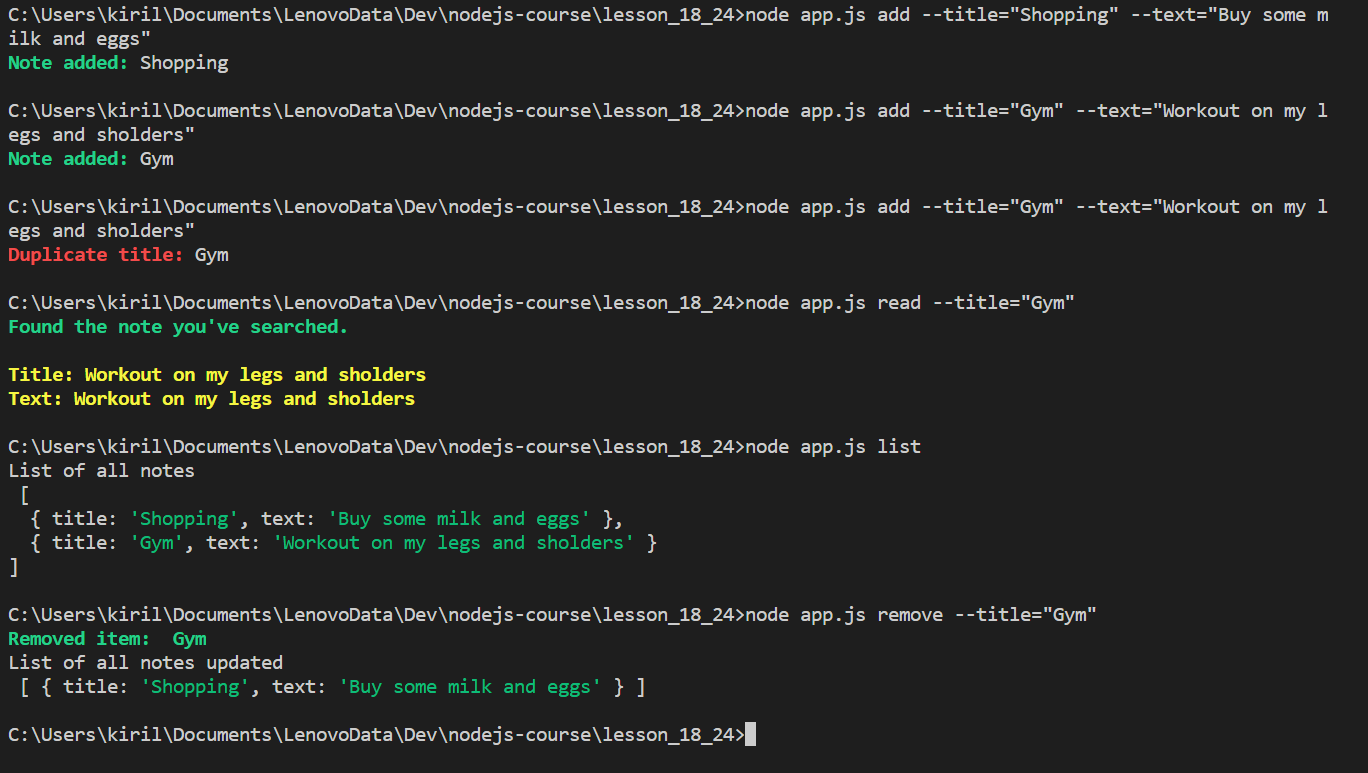 C:\Users\kiril\Documents\LenovoData\Dev\nodejs-course\lesson_18_24>node app.js add --title="Shopping" --text="Buy some m
ilk and eggs"
Note added: Shopping
C:\Users\kiril\Documents\LenovoData\Dev\nodejs-course\lesson_18_24>node app.js add --title="Gym" --text="Workout on my l
egs and sholders"
Note added: Gym
C:\Users\kiril\Documents\LenovoData\Dev\nodejs-course\lesson_18_24>node app.js add --title="Gym" --text="Workout on my l
egs and sholders"
Duplicate title: Gym
C:\Users\kiril\Documents\LenovoData\Dev\nodejs-course\lesson_18_24>node app.js read --title="Gym"
Found the note you've searched.
Title: Workout on my legs and sholders
Text: Workout on my legs and sholders
C:\Users\kiril\Documents\LenovoData\Dev\nodejs-course\lesson_18_24>node app.js list
List of all notes
 [
  { title: 'Shopping', text: 'Buy some milk and eggs' },
  { title: 'Gym', text: 'Workout on my legs and sholders' }
]
C:\Users\kiril\Documents\LenovoData\Dev\nodejs-course\lesson_18_24>node app.js remove --title="Gym"
Removed item:  Gym
List of all notes updated
 [ { title: 'Shopping', text: 'Buy some milk and eggs' } ]
C:\Users\kiril\Documents\LenovoData\Dev\nodejs-course\lesson_18_24>